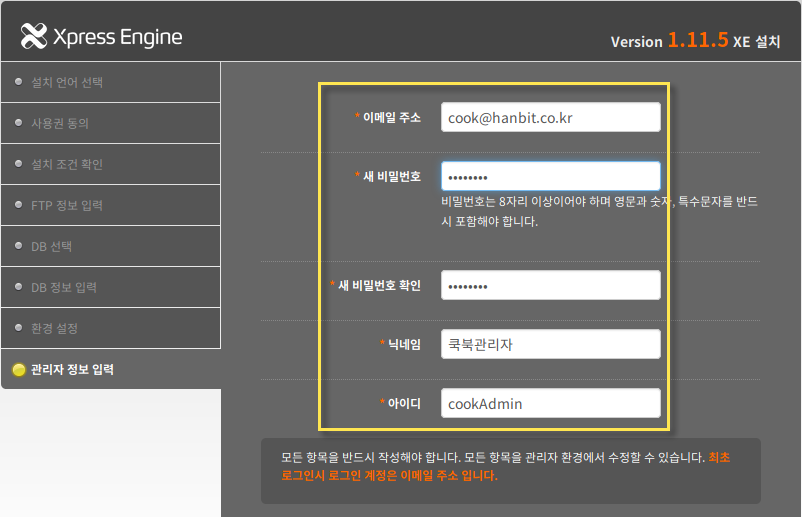 Xpress Engine
Version 1.11.5 XE 설치
설치 언어 선택
사용권 동의
설치 조건 확인
FTP 정보 입력
DB 선택
DB 정보 입력
환경 설정
관리자 정보 입력
* 이메일 주소 cook@hanbit.co.kr
* 새 비밀번호 ••••••••
비밀번호는 8자리 이상이어야 하며 영문과 숫자, 특수문자를 반드
시 포함해야 합니다.
* 새 비밀번호 확인 ••••••••
* 닉네임 쿡북관리자
* 아이디 cookAdmin
모든 항목을 반드시 작성해야 합니다. 모든 항목을 관리자 환경에서 수정할 수 있습니다. 최초
로그인시 로그인 계정은 이메일 주소 입니다.